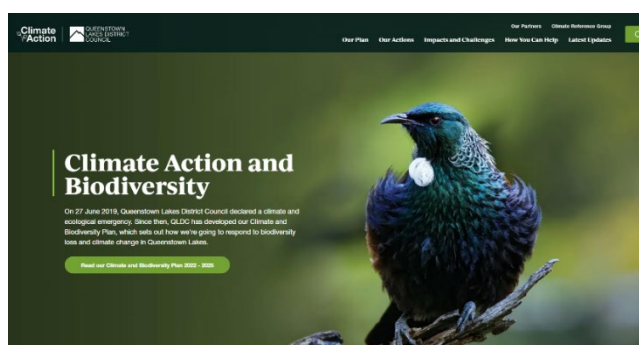 Climate
Action
QUEENSTOWN
LAKES DISTRICT
COUNCIL
Our Partners Climate Reference Group
Our Plan Our Actions Impacts and Challenges How You Can Help Latest Updates
Climate Action and
Biodiversity
On 27 June 2019, Queenstown Lakes District Council declared a climate and
ecological emergency. Since then, QLDC has developed our Climate and
Biodiversity Plan, which sets out how we're going to respond to biodiversity
loss and climate change in Queenstown Lakes.
Read our Climate and Biodiversity Plan 2022 - 2025